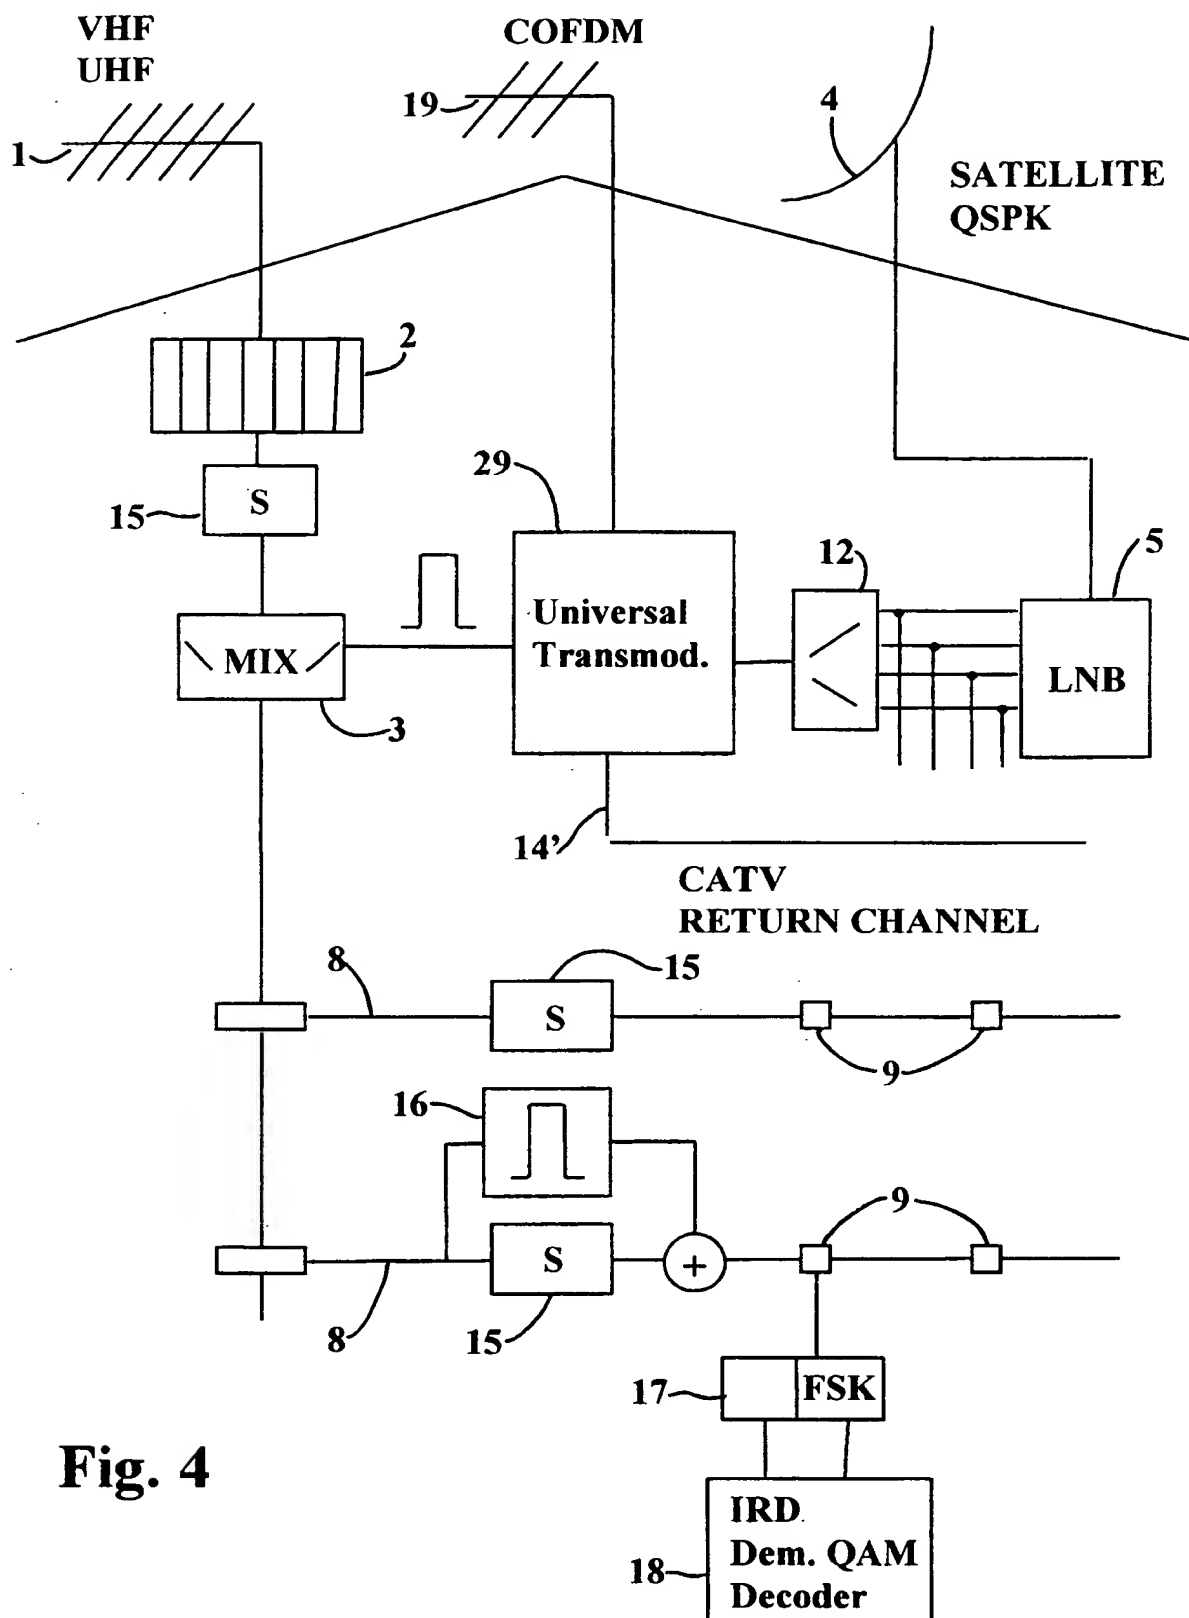 VHF
UHF
COFDM
1
19
4
SATELLITE
QSPK
2
29
S
15
12
5
Universal
Transmod.
MIX
LNB
3
14’
CATV
RETURN CHANNEL
8
15
S
9
16
9
S
+
8
15
17
FSK
Fig. 4
IRD
Dem. QAM
Decoder
18